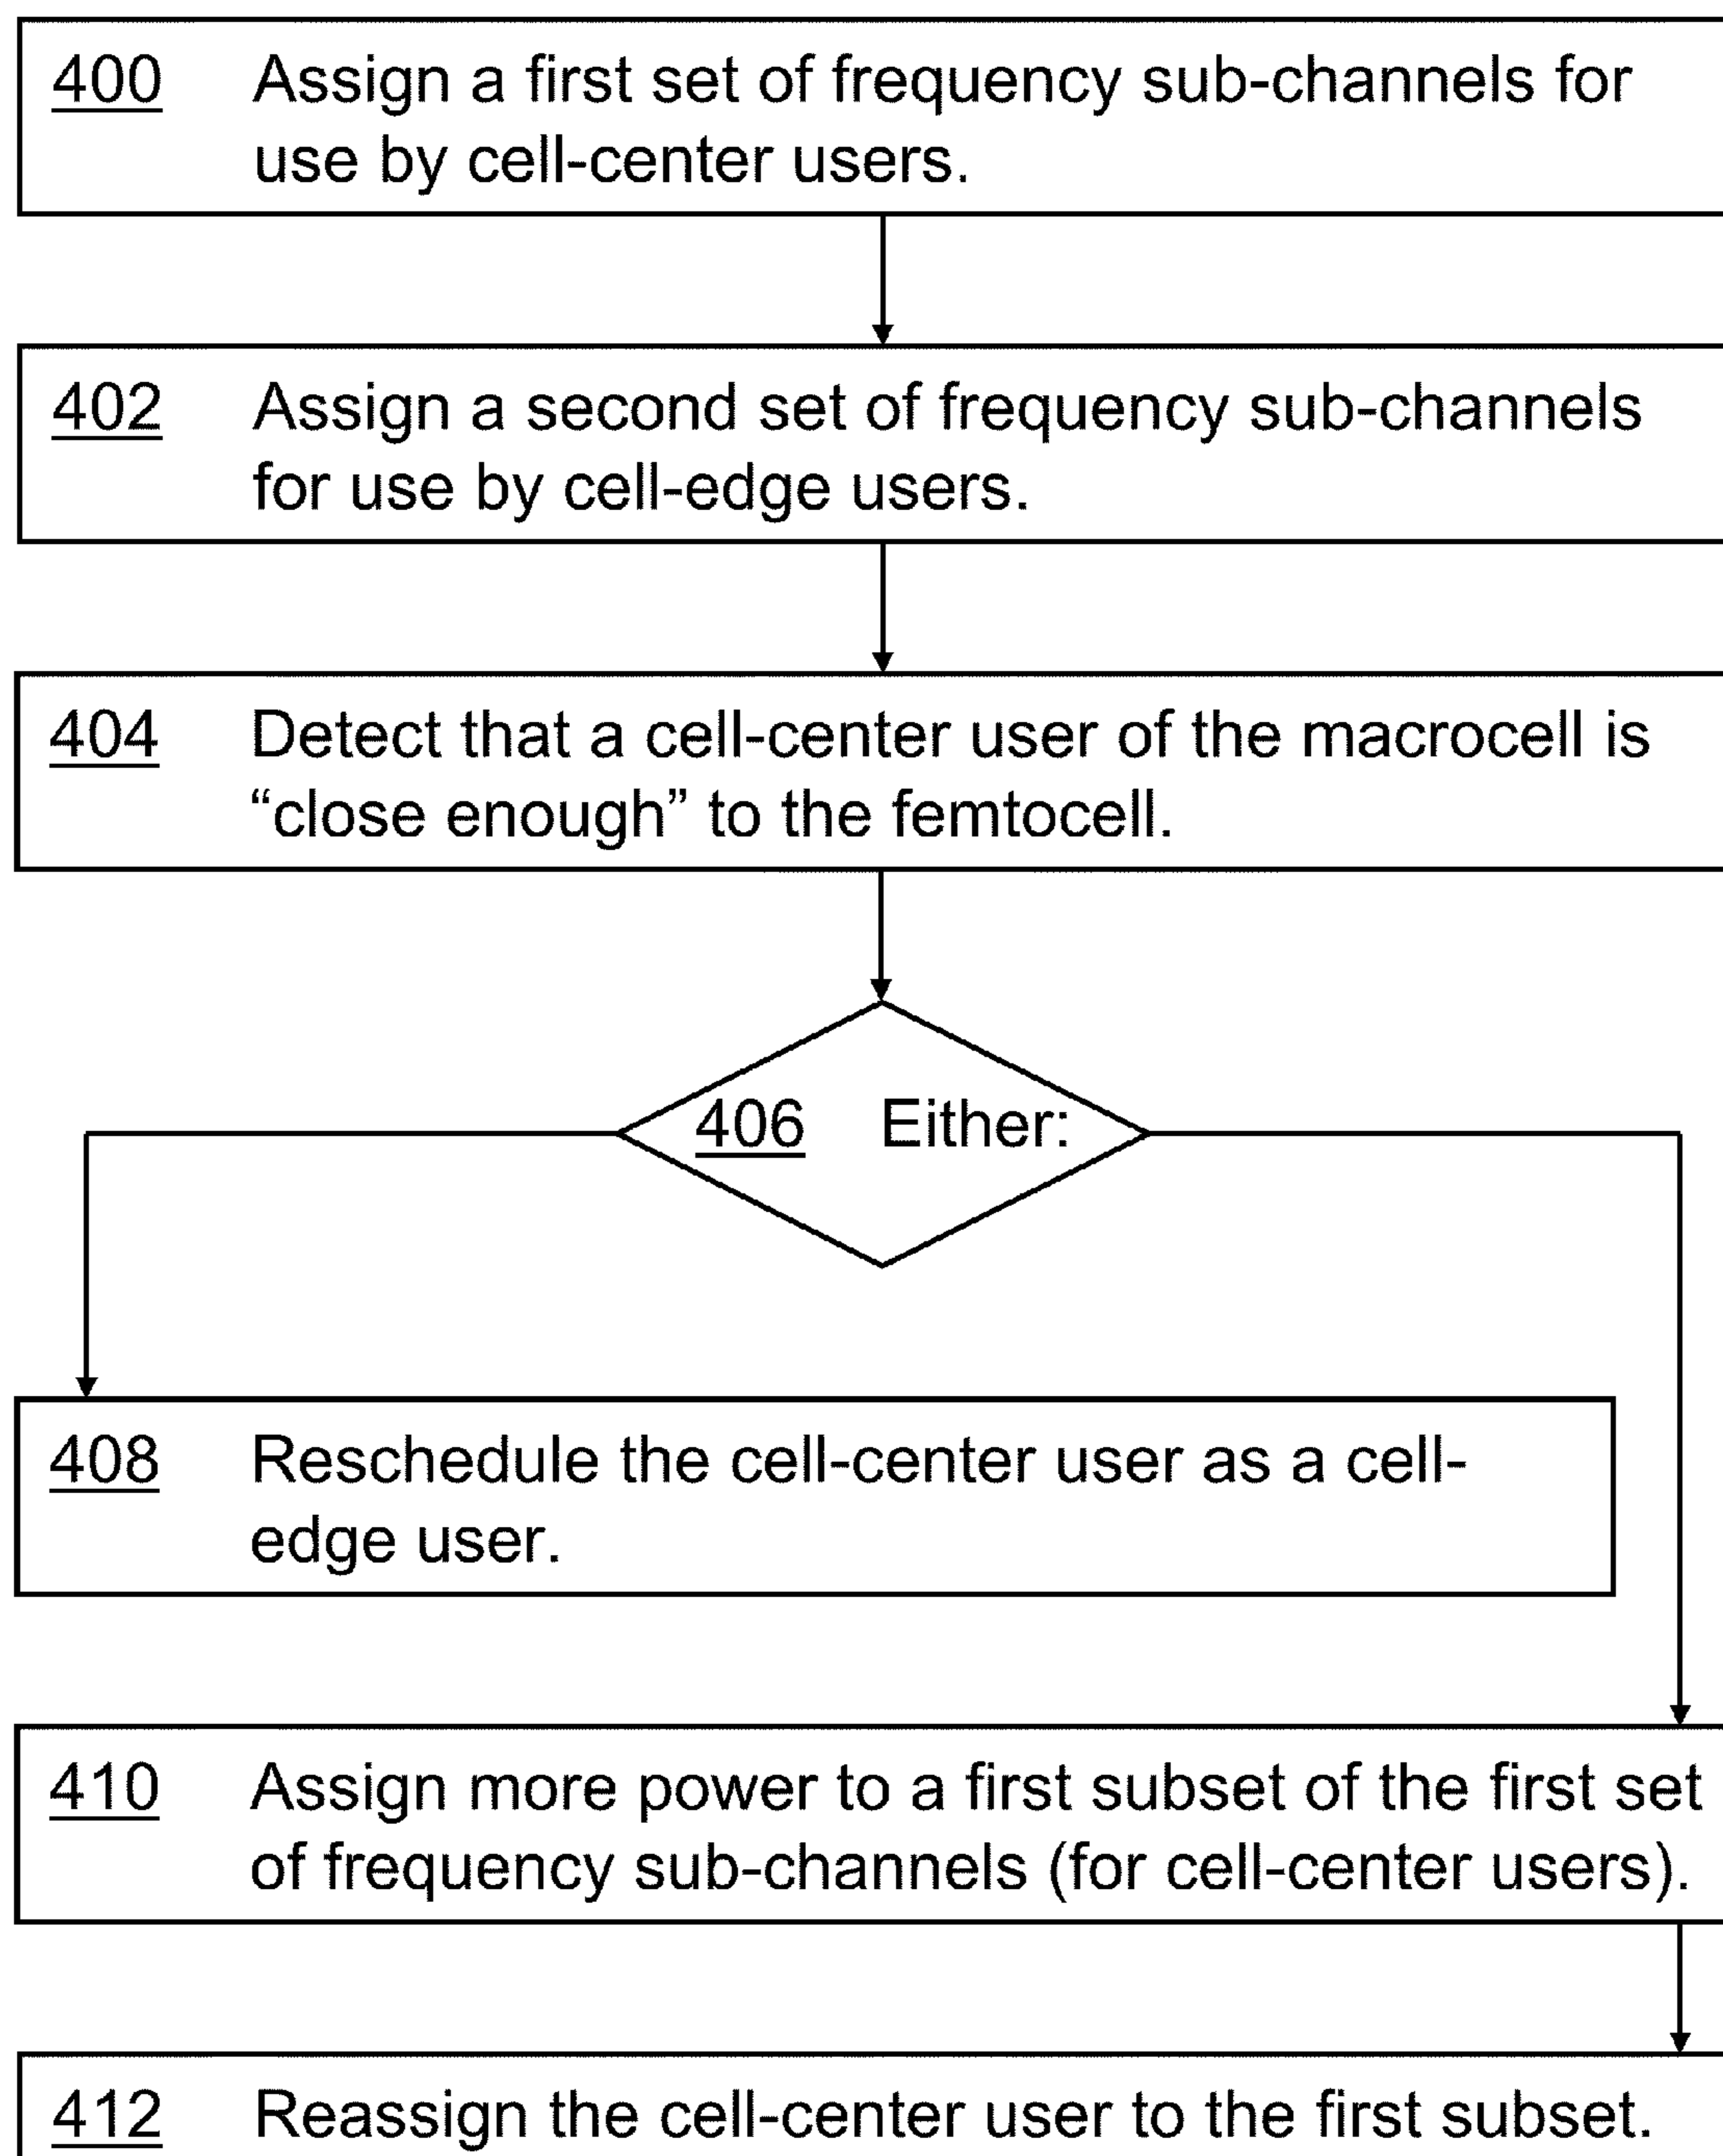 400 Assign a first set of frequency sub-channels for
use by cell-center users.
402 Assign a second set of frequency sub-channels
for use by cell-edge users.
404 Detect that a cell-center user of the macrocell is
“close enough” to the femtocell.
406 Either:
408 Reschedule the cell-center user as a cell-
edge user.
410 Assign more power to a first subset of the first set
of frequency sub-channels (for cell-center users).
412 Reassign the cell-center user to the first subset.